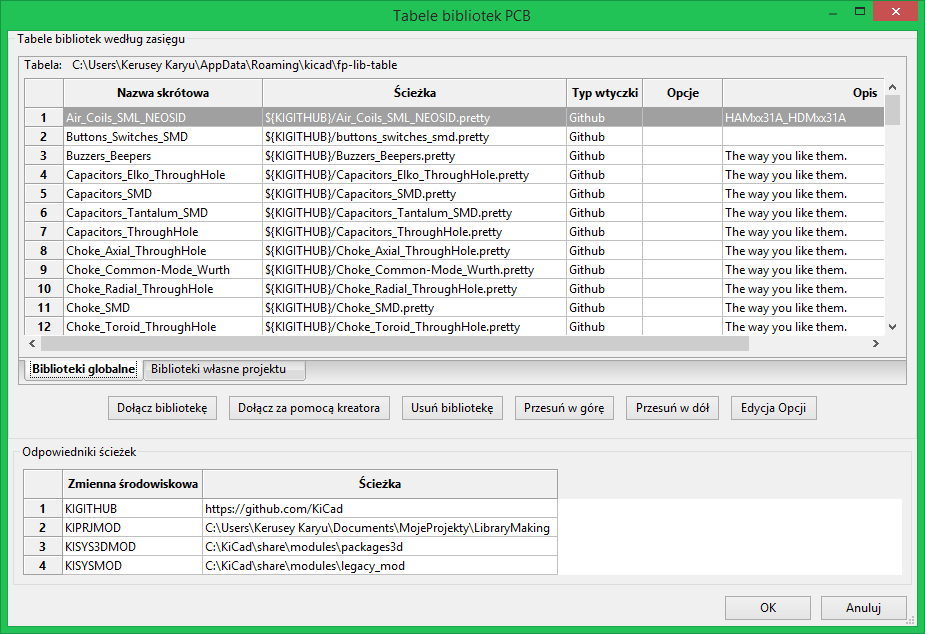 Tabele bibliotek PCB
Tabele bibliotek według zasięgu
Tabela: C:\Users\Kerusey Karyu\AppData\Roaming\kicad\fp-lib-table
Nazwa skrótowa Ścieżka Typ wtyczki Opcje Opis
1 Air_Coils_SML_NEOSID ${KIGITHUB}/Air_Coils_SML_NEOSID.pretty Github HAMxx31A_HDMxx31A
2 Buttons_Switches_SMD ${KIGITHUB}/buttons_switches_smd.pretty Github
3 Buzzers_Beepers ${KIGITHUB}/Buzzers_Beepers.pretty Github The way you like them.
4 Capacitors_Elko_ThroughHole ${KIGITHUB}/Capacitors_Elko_ThroughHole.pretty Github The way you like them.
5 Capacitors_SMD ${KIGITHUB}/Capacitors_SMD.pretty Github The way you like them.
6 Capacitors_Tantalum_SMD ${KIGITHUB}/Capacitors_Tantalum_SMD.pretty Github The way you like them.
7 Capacitors_ThroughHole ${KIGITHUB}/Capacitors_ThroughHole.pretty Github The way you like them.
8 Choke_Axial_ThroughHole ${KIGITHUB}/Choke_Axial_ThroughHole.pretty Github The way you like them.
9 Choke_Common-Mode_Wurth ${KIGITHUB}/Choke_Common-Mode_Wurth.pretty Github The way you like them.
10 Choke_Radial_ThroughHole ${KIGITHUB}/Choke_Radial_ThroughHole.pretty Github The way you like them.
11 Choke_SMD ${KIGITHUB}/Choke_SMD.pretty Github The way you like them.
12 Choke_Toroid_ThroughHole ${KIGITHUB}/Choke_Toroid_ThroughHole.pretty Github The way you like them.
Biblioteki globalne Biblioteki własne projektu
Dołącz bibliotekę Dołącz za pomocą kreatora Usuń bibliotekę Przesuń w górę Przesuń w dół Edycja Opcji
Odpowiedniki ścieżek
Zmienna środowiskowa Ścieżka
1 KIGITHUB https://github.com/KiCad
2 KIPRJMOD C:\Users\Kerusey Karyu\Documents\MojeProjekty\LibraryMaking
3 KISYS3DMOD C:\KiCad\share\modules\packages3d
4 KISYSMOD C:\KiCad\share\modules\legacy_mod
OK Anuluj